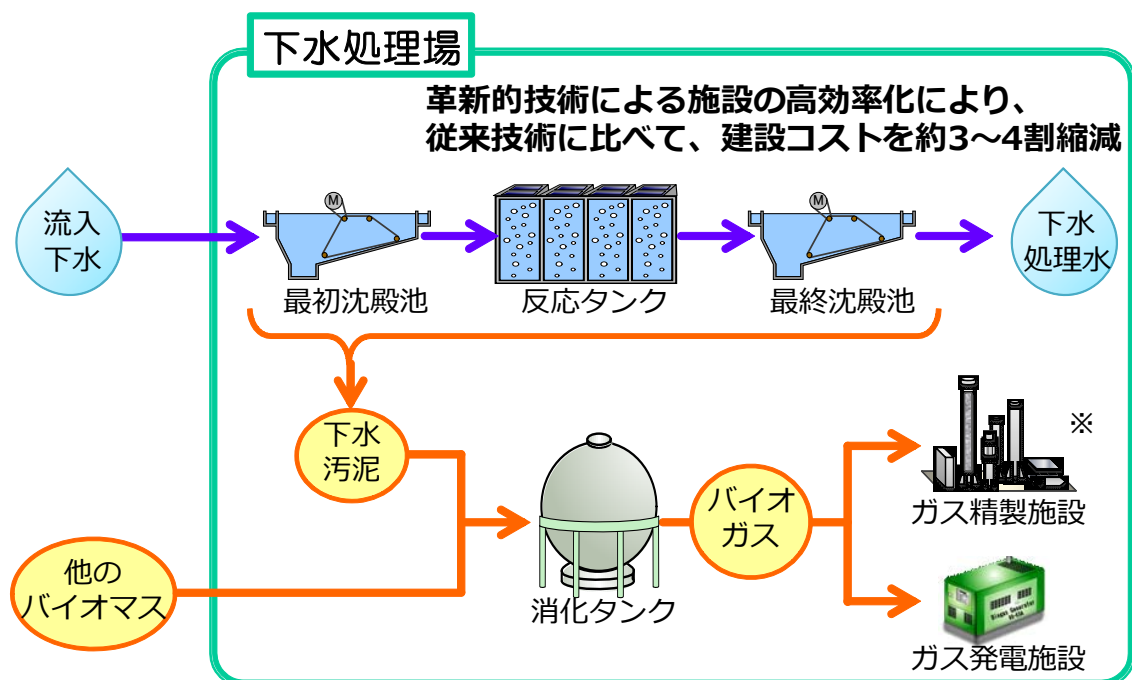 下水処理場
革新的技術による施設の高効率化により、
従来技術に比べて、建設コストを約3～4割縮減
流入
下水
M
M
下水
処理水
最初沈殿池
反応タンク
最終沈殿池
下水
汚泥
バイオ
ガス
※
ガス精製施設
他の
バイオマス
消化タンク
ガス発電施設